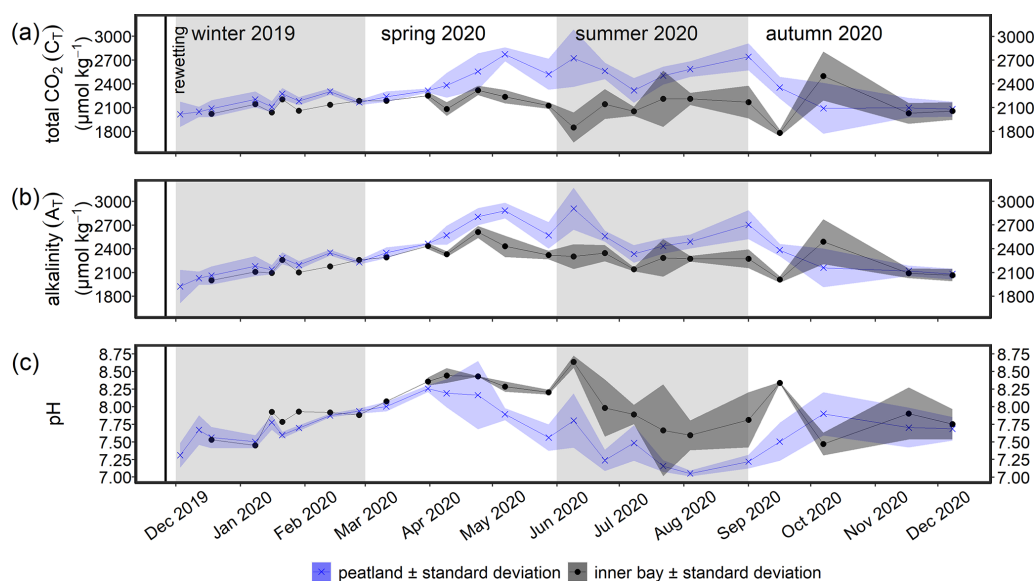 (a)
total CO₂ (C_T)
(µmol kg⁻¹)
3000
2700
2400
2100
1800
rewetting
winter 2019
spring 2020
summer 2020
autumn 2020
3000
2700
2400
2100
1800
(b)
alkalinity (A_T)
(µmol kg⁻¹)
3000
2700
2400
2100
1800
3000
2700
2400
2100
1800
(c)
pH
8.75
8.50
8.25
8.00
7.75
7.50
7.25
7.00
8.75
8.50
8.25
8.00
7.75
7.50
7.25
7.00
Dec 2019
Jan 2020
Feb 2020
Mar 2020
Apr 2020
May 2020
Jun 2020
Jul 2020
Aug 2020
Sep 2020
Oct 2020
Nov 2020
Dec 2020
peatland ± standard deviation
inner bay ± standard deviation